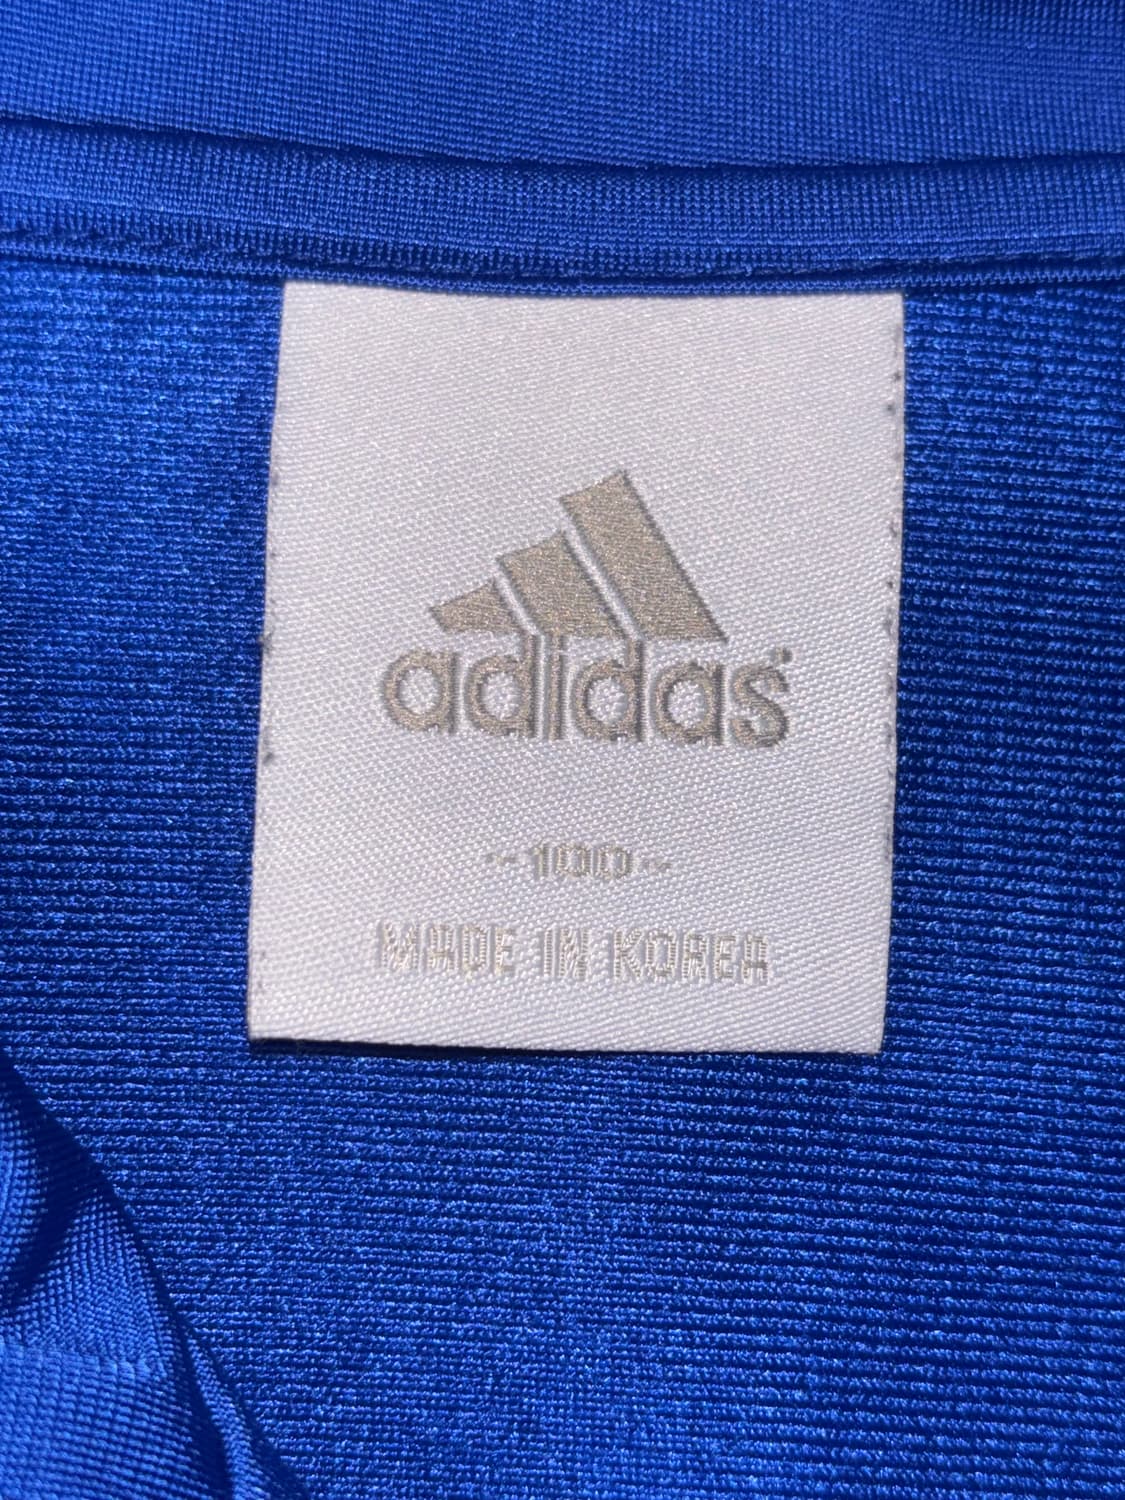 adidas
-100-
MADE IN KOREA